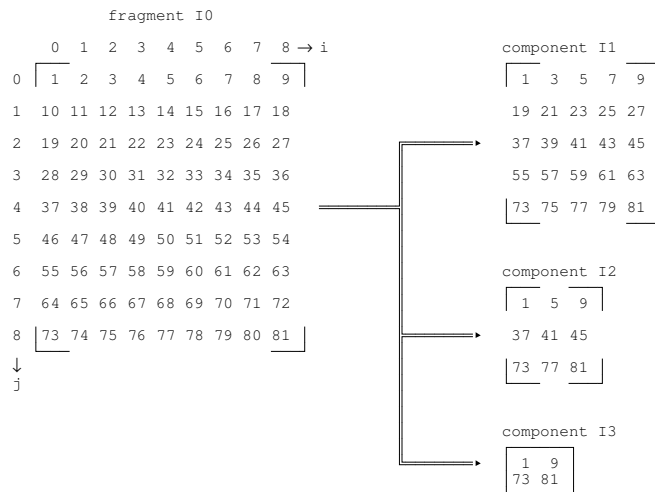 fragment I0
0 1 2 3 4 5 6 7 8 → i
0 1 2 3 4 5 6 7 8 9
1 10 11 12 13 14 15 16 17 18
2 19 20 21 22 23 24 25 26 27
3 28 29 30 31 32 33 34 35 36
4 37 38 39 40 41 42 43 44 45
5 46 47 48 49 50 51 52 53 54
6 55 56 57 58 59 60 61 62 63
7 64 65 66 67 68 69 70 71 72
8 73 74 75 76 77 78 79 80 81
↓
j
component I1
1 3 5 7 9
19 21 23 25 27
37 39 41 43 45
55 57 59 61 63
73 75 77 79 81
component I2
1 5 9
37 41 45
73 77 81
component I3
1 9
73 81